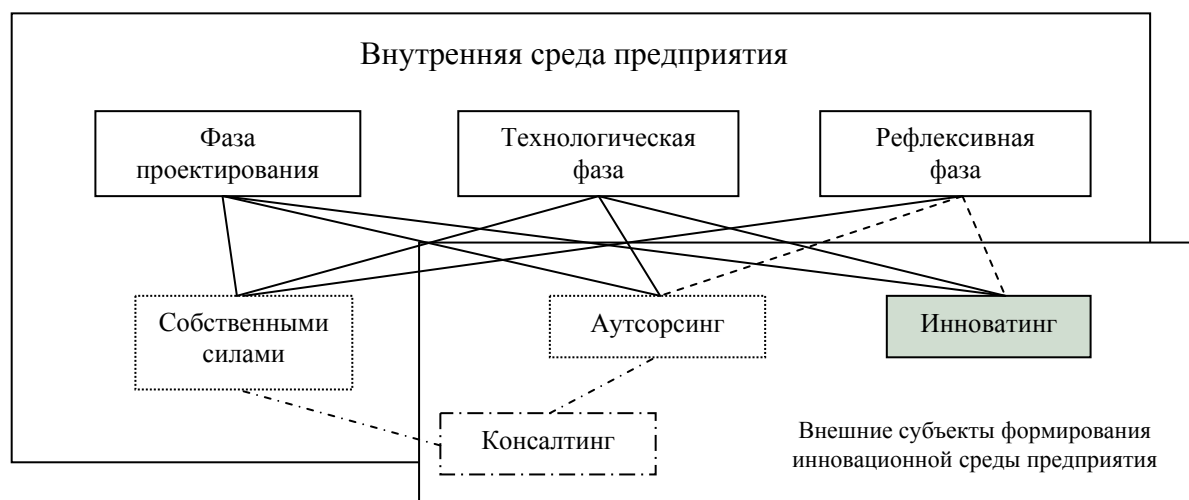 Внутренняя среда предприятия
Фаза
проектирования
Технологическая
фаза
Рефлексивная
фаза
Собственными
силами
Аутсорсинг
Инноватинг
Консалтинг
Внешние субъекты формирования
инновационной среды предприятия